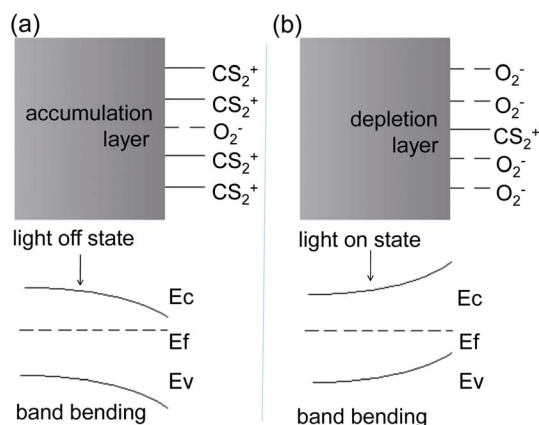 (a)
CS₂⁺
CS₂⁺
accumulation
layer
O₂⁻
CS₂⁺
CS₂⁺
light off state
Ec
Ef
Ev
band bending
(b)
O₂⁻
O₂⁻
depletion
layer
CS₂⁺
O₂⁻
O₂⁻
light on state
Ec
Ef
Ev
band bending